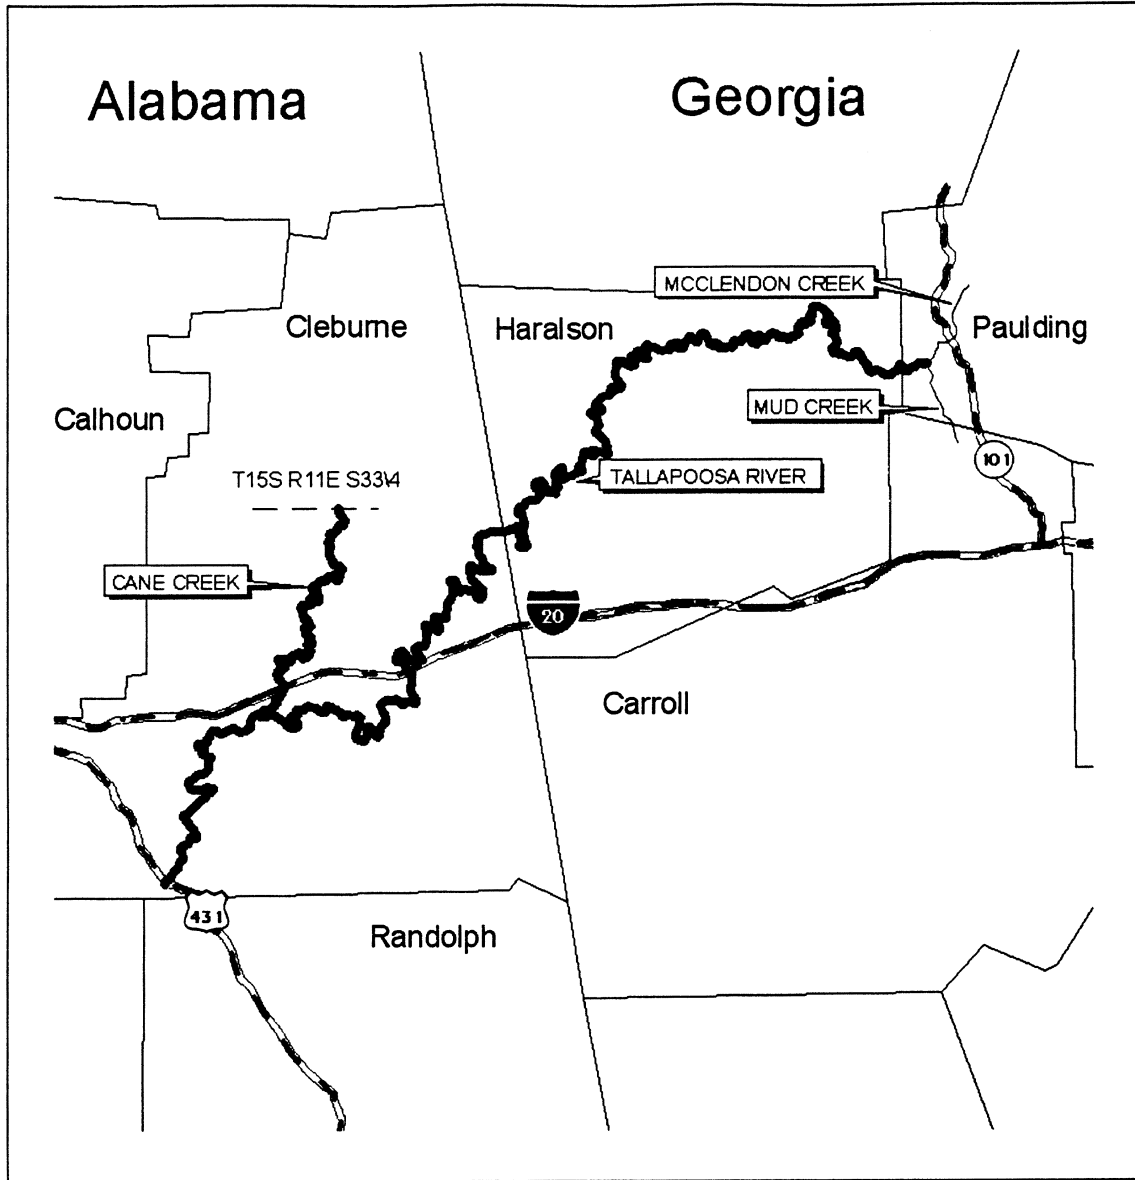 Alabama
Georgia
MCCLENDON CREEK
Cleburne
Haralson
Paulding
Calhoun
MUD CREEK
101
T15S R11E S33\4
TALLAPOOSA RIVER
CANE CREEK
20
Carroll
431
Randolph